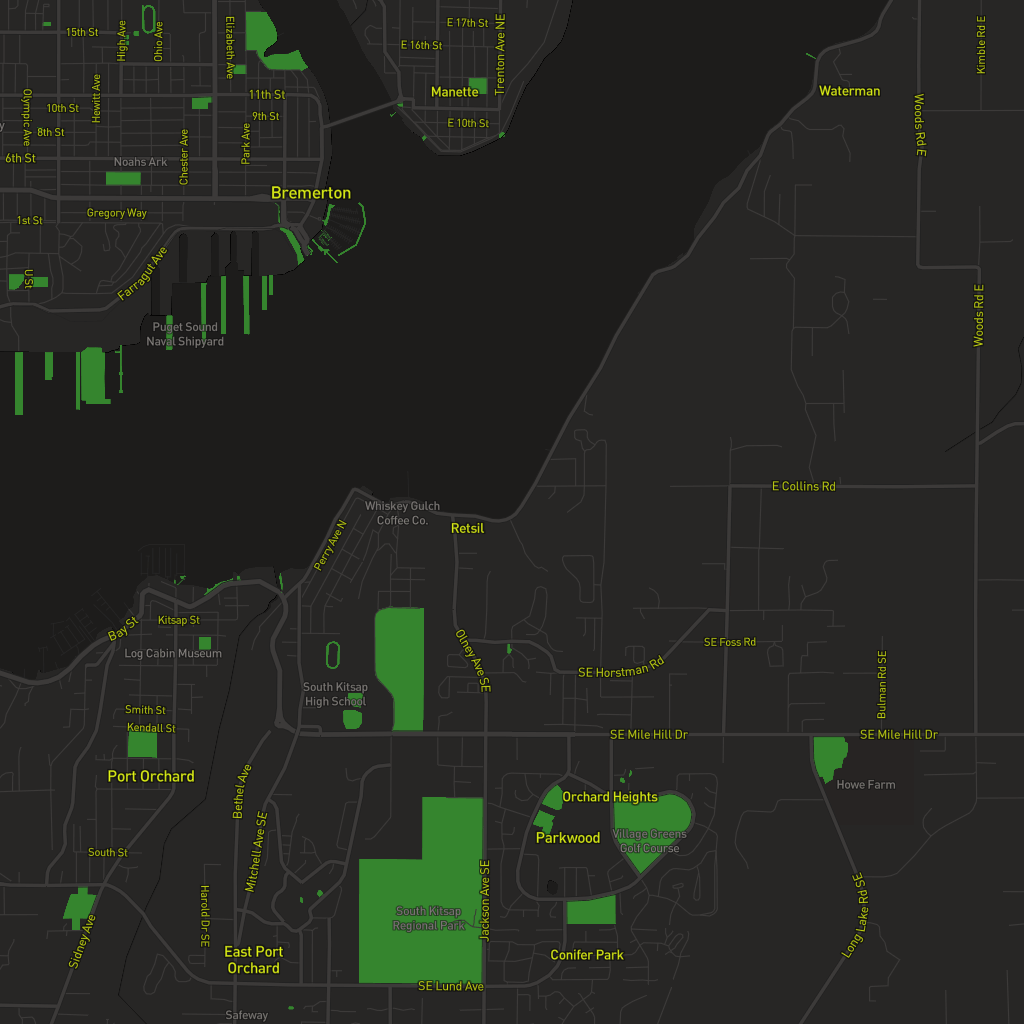 E 17th St
15th St
High Ave
Ohio Ave
Elizabeth Ave
E 16th St
Trenton Ave NE
Kimble Rd E
Manette
Waterman
Olympic Ave
Hewitt Ave
10th St
11th St
9th St
E 10th St
Woods Rd E
8th St
6th St
Chester Ave
Park Ave
Noahs Ark
Bremerton
1st St
Gregory Way
U St
Farragut Ave
Woods Rd E
Puget Sound
Naval Shipyard
E Collins Rd
Whiskey Gulch
Coffee Co.
Perry Ave N
Retsil
Kitsap St
Bay St
Log Cabin Museum
Olney Ave SE
SE Foss Rd
SE Horstman Rd
Bulman Rd SE
South Kitsap
High School
Smith St
Kendall St
SE Mile Hill Dr
SE Mile Hill Dr
Port Orchard
Bethel Ave
Howe Farm
Orchard Heights
Mitchell Ave SE
Parkwood
Village Greens
Golf Course
South St
Harold Dr SE
Jackson Ave SE
Long Lake Rd SE
South Kitsap
Regional Park
Sidney Ave
East Port
Orchard
Conifer Park
SE Lund Ave
Safeway